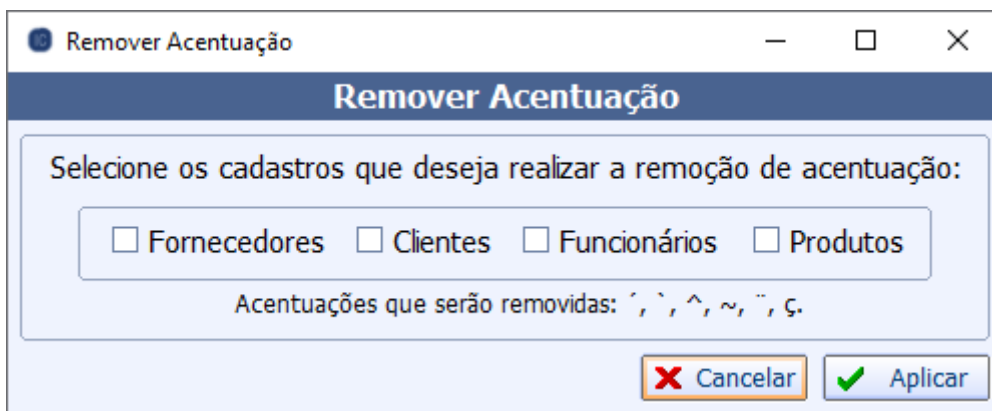 Remover Acentuação
Remover Acentuação
Selecione os cadastros que deseja realizar a remoção de acentuação:
Fornecedores Clientes Funcionários Produtos
Acentuações que serão removidas: ´, `, ^, ~, ¨, ç.
Cancelar Aplicar